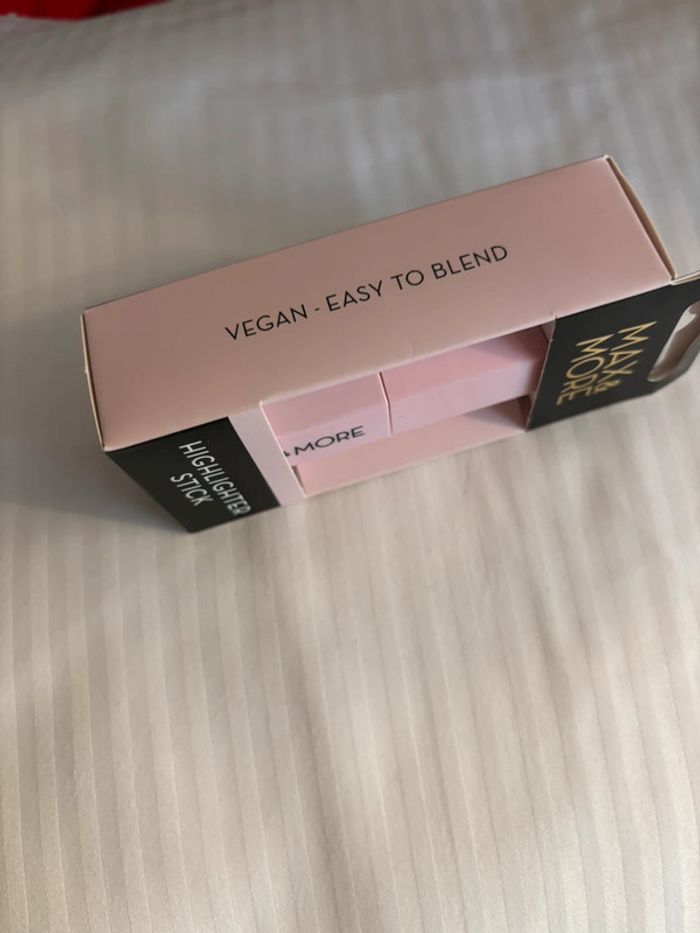 VEGAN - EASY TO BLEND
MAX &
MORE
& MORE
HIGHLIGHTER
STICK